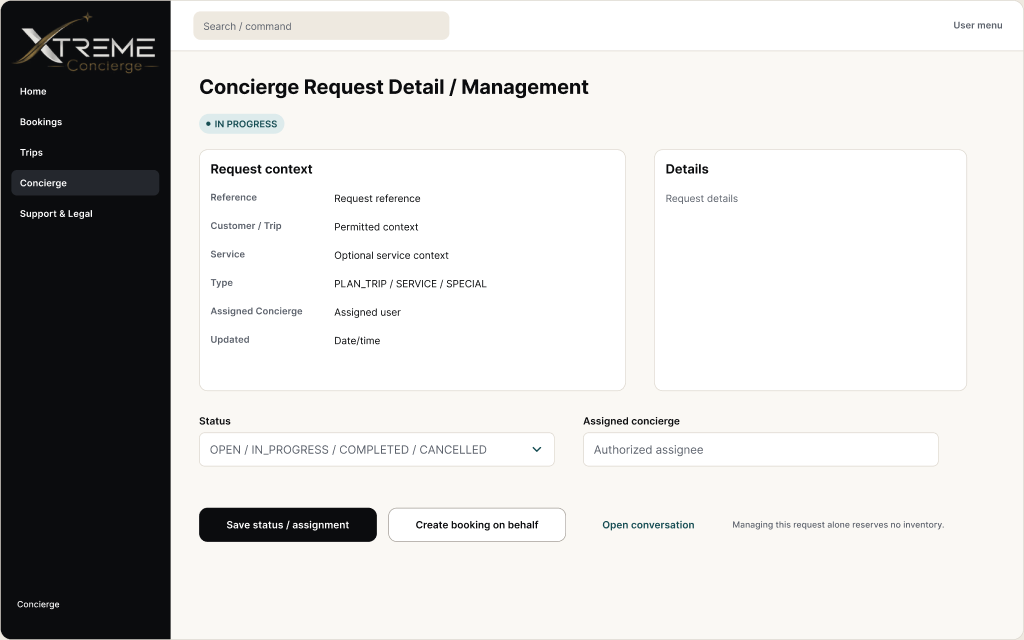 XTREME
Concierge
Search / command
User menu
Home
Bookings
Trips
Concierge
Support & Legal
Concierge
Concierge Request Detail / Management
IN PROGRESS
Request context
Reference Request reference
Customer / Trip Permitted context
Service Optional service context
Type PLAN_TRIP / SERVICE / SPECIAL
Assigned Concierge Assigned user
Updated Date/time
Details
Request details
Status
OPEN / IN_PROGRESS / COMPLETED / CANCELLED
Assigned concierge
Authorized assignee
Save status / assignment
Create booking on behalf
Open conversation
Managing this request alone reserves no inventory.